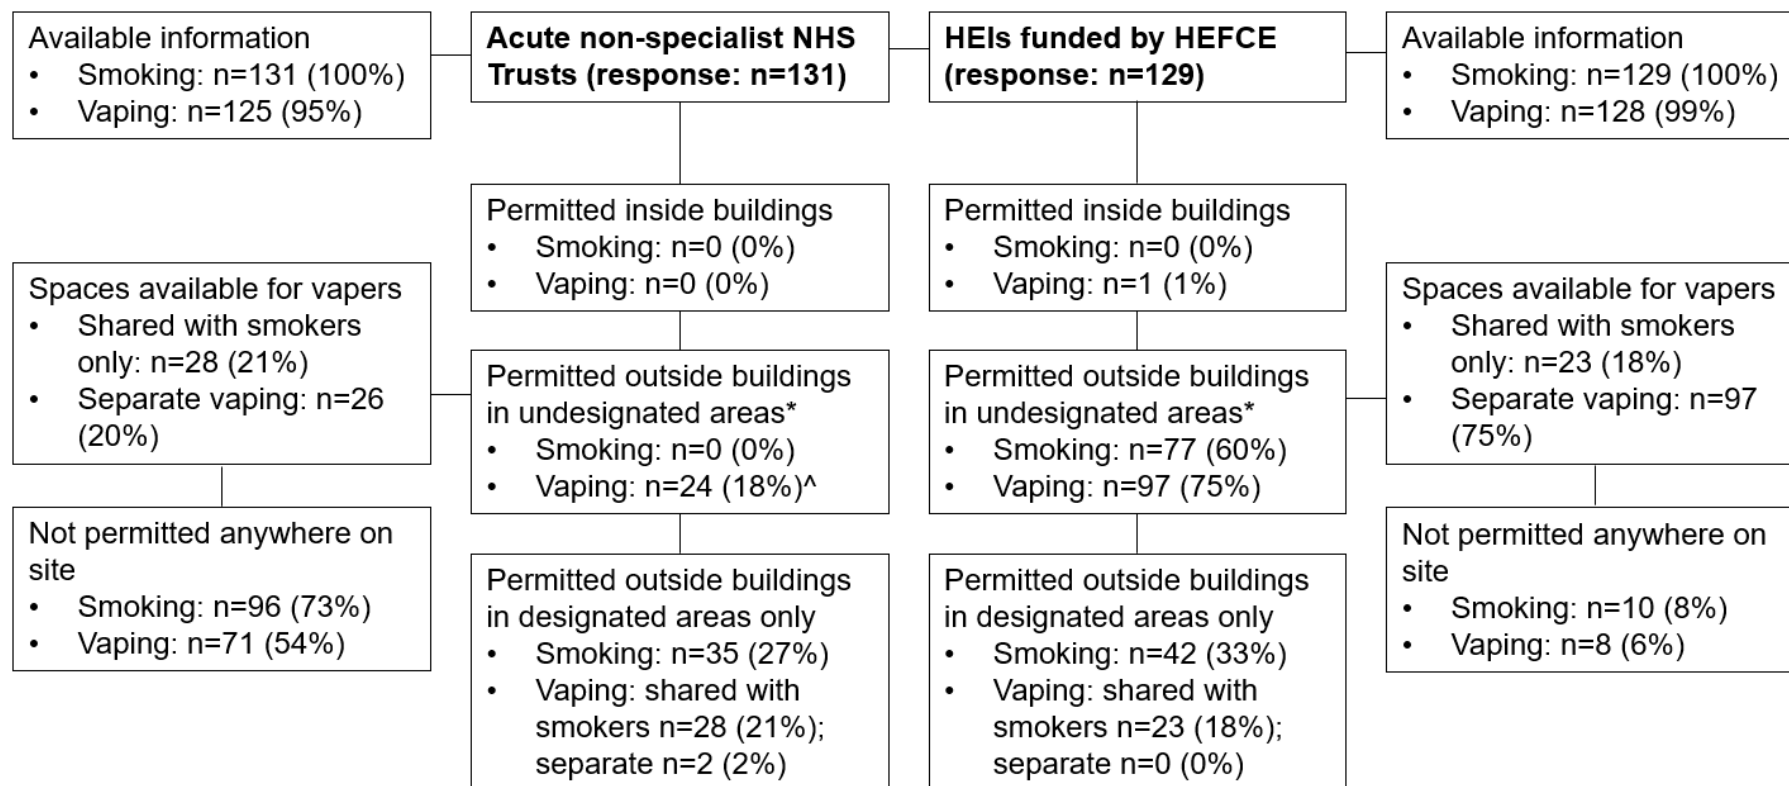 Available information
• Smoking: n=131 (100%)
• Vaping: n=125 (95%)
Acute non-specialist NHS
Trusts (response: n=131)
HEIs funded by HEFCE
(response: n=129)
Available information
• Smoking: n=129 (100%)
• Vaping: n=128 (99%)
Permitted inside buildings
• Smoking: n=0 (0%)
• Vaping: n=0 (0%)
Permitted inside buildings
• Smoking: n=0 (0%)
• Vaping: n=1 (1%)
Spaces available for vapers
• Shared with smokers
only: n=28 (21%)
• Separate vaping: n=26
(20%)
Permitted outside buildings
in undesignated areas*
• Smoking: n=0 (0%)
• Vaping: n=24 (18%)^
Permitted outside buildings
in undesignated areas*
• Smoking: n=77 (60%)
• Vaping: n=97 (75%)
Spaces available for vapers
• Shared with smokers
only: n=23 (18%)
• Separate vaping: n=97
(75%)
Not permitted anywhere on
site
• Smoking: n=96 (73%)
• Vaping: n=71 (54%)
Permitted outside buildings
in designated areas only
• Smoking: n=35 (27%)
• Vaping: shared with
smokers n=28 (21%);
separate n=2 (2%)
Permitted outside buildings
in designated areas only
• Smoking: n=42 (33%)
• Vaping: shared with
smokers n=23 (18%);
separate n=0 (0%)
Not permitted anywhere on
site
• Smoking: n=10 (8%)
• Vaping: n=8 (6%)